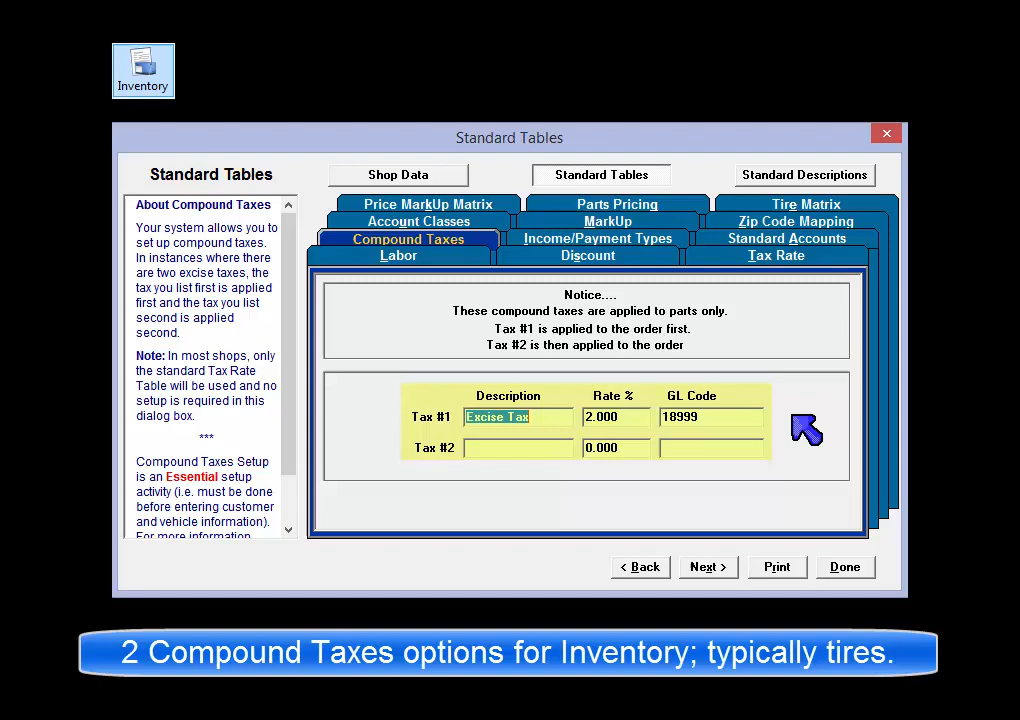 Inventory
Standard Tables
Standard Tables
Shop Data
Standard Tables
Standard Descriptions
About Compound Taxes
Your system allows you to
set up compound taxes.
In instances where there
are two excise taxes, the
tax you list first is applied
first and the tax you list
second is applied
second.
Note: In most shops, only
the standard Tax Rate
Table will be used and no
setup is required in this
dialog box.
***
Compound Taxes Setup
is an Essential setup
activity (i.e. must be done
before entering customer
and vehicle information).
For more information
Price MarkUp Matrix
Parts Pricing
Tire Matrix
Account Classes
MarkUp
Zip Code Mapping
Compound Taxes
Income/Payment Types
Standard Accounts
Labor
Discount
Tax Rate
Notice....
These compound taxes are applied to parts only.
Tax #1 is applied to the order first.
Tax #2 is then applied to the order
Description Rate % GL Code
Tax #1 Excise Tax 2.000 18999
Tax #2 0.000
< Back
Next >
Print
Done
2 Compound Taxes options for Inventory; typically tires.